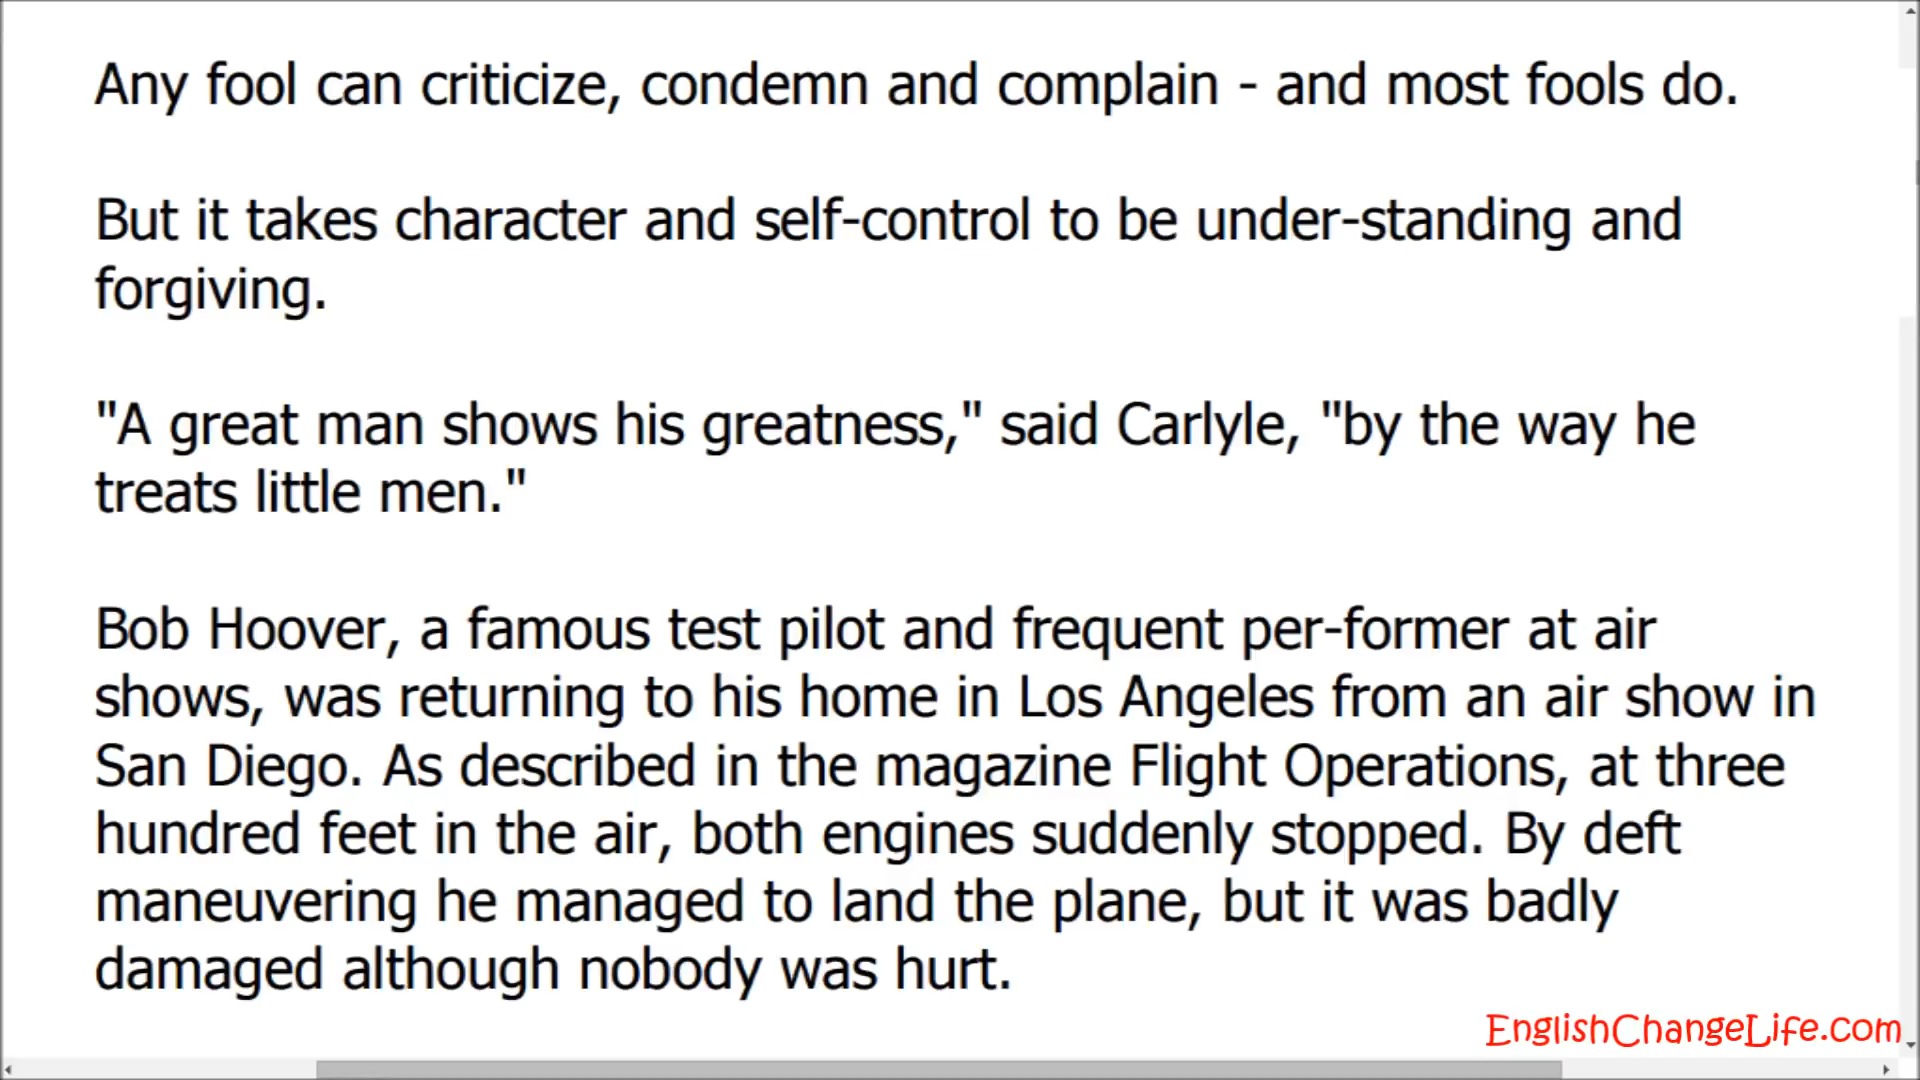 Any fool can criticize, condemn and complain - and most fools do.
But it takes character and self-control to be under-standing and
forgiving.
"A great man shows his greatness," said Carlyle, "by the way he
treats little men."
Bob Hoover, a famous test pilot and frequent per-former at air
shows, was returning to his home in Los Angeles from an air show in
San Diego. As described in the magazine Flight Operations, at three
hundred feet in the air, both engines suddenly stopped. By deft
maneuvering he managed to land the plane, but it was badly
damaged although nobody was hurt.
EnglishChangeLife.com